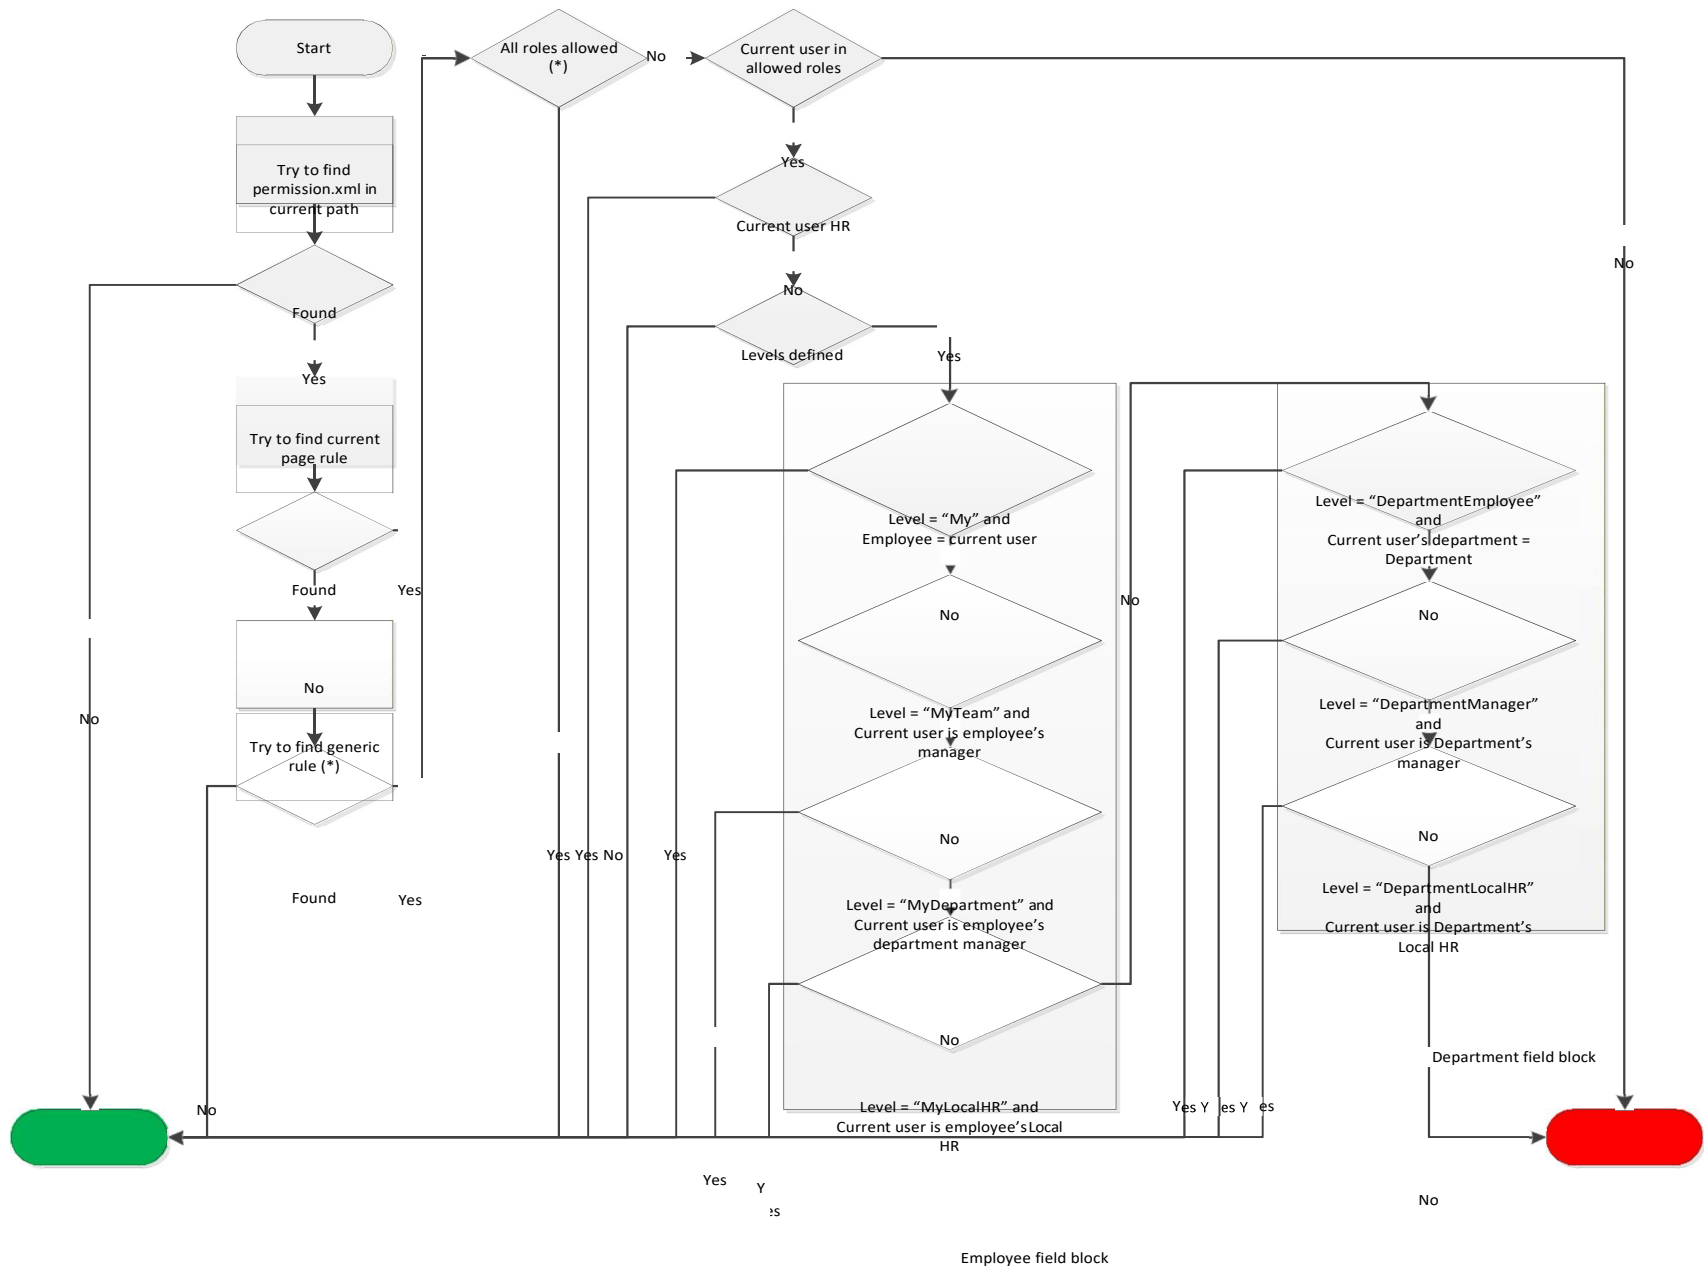 Start
All roles allowed
(*)
No
Current user in
allowed roles
Try to find
permission.xml in
current path
Yes
Current user HR
No
No
Found
Levels defined
Yes
Yes
Try to find current
page rule
Level = “My” and
Employee = current user
Level = “DepartmentEmployee”
and
Current user’s department =
Department
Found
Yes
No
No
No
No
No
Level = “MyTeam” and
Current user is employee’s
manager
Level = “DepartmentManager”
and
Current user is Department’s
manager
Try to find generic
rule (*)
No
No
Yes
Yes
No
Yes
Found
Yes
Level = “MyDepartment” and
Current user is employee’s
department manager
Level = “DepartmentLocalHR”
and
Current user is Department’s
Local HR
No
Department field block
No
Level = “MyLocalHR” and
Current user is employee’s Local
HR
Yes Y es Y es
Yes
Y
es
No
Employee field block